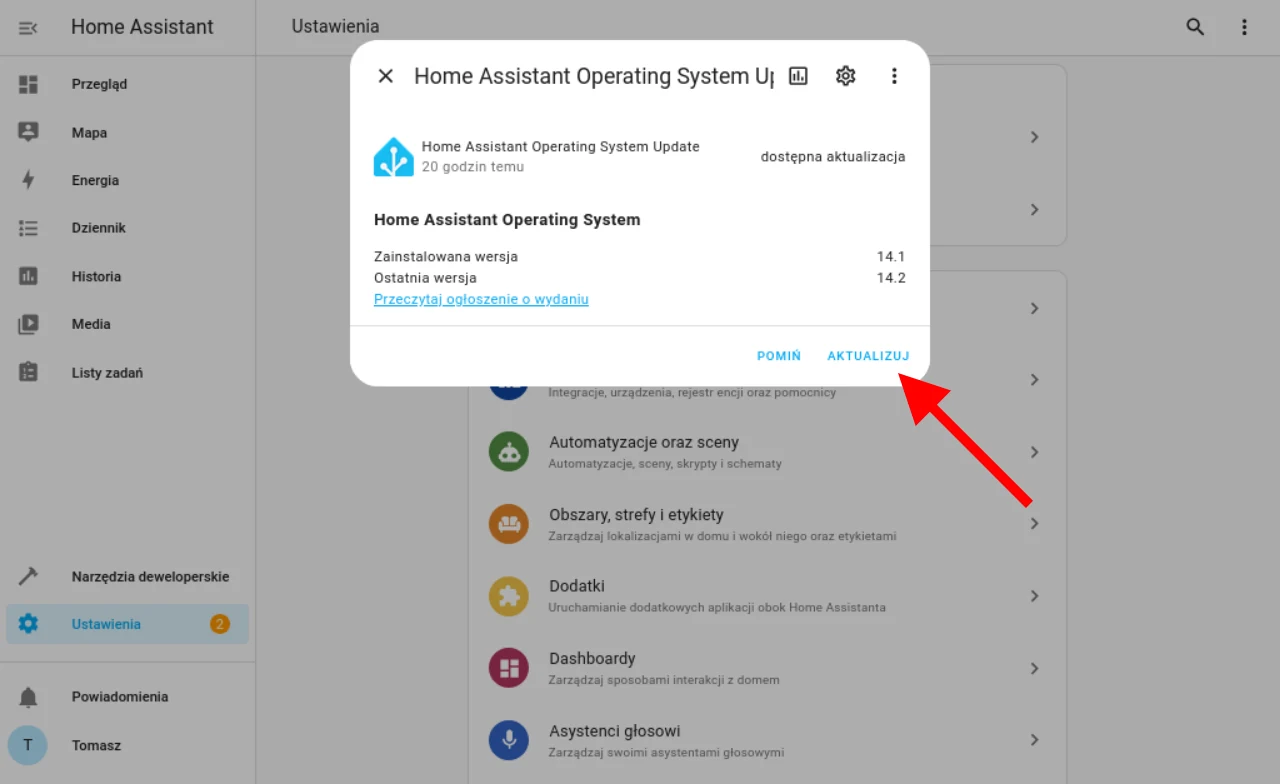 Home Assistant
Ustawienia
Przegląd
Mapa
Energia
Dziennik
Historia
Media
Listy zadań
Narzędzia deweloperskie
Ustawienia
2
Powiadomienia
T
Tomasz
Home Assistant Operating System Up
Home Assistant Operating System Update
20 godzin temu
dostępna aktualizacja
Home Assistant Operating System
Zainstalowana wersja 14.1
Ostatnia wersja 14.2
Przeczytaj ogłoszenie o wydaniu
POMIŃ AKTUALIZUJ
Integracje, urządzenia, rejestr encji oraz pomocnicy
Automatyzacje oraz sceny
Automatyzacje, sceny, skrypty i schematy
Obszary, strefy i etykiety
Zarządzaj lokalizacjami w domu i wokół niego oraz etykietami
Dodatki
Uruchamianie dodatkowych aplikacji obok Home Assistanta
Dashboardy
Zarządzaj sposobami interakcji z domem
Asystenci głosowi
Zarządzaj swoimi asystentami głosowymi